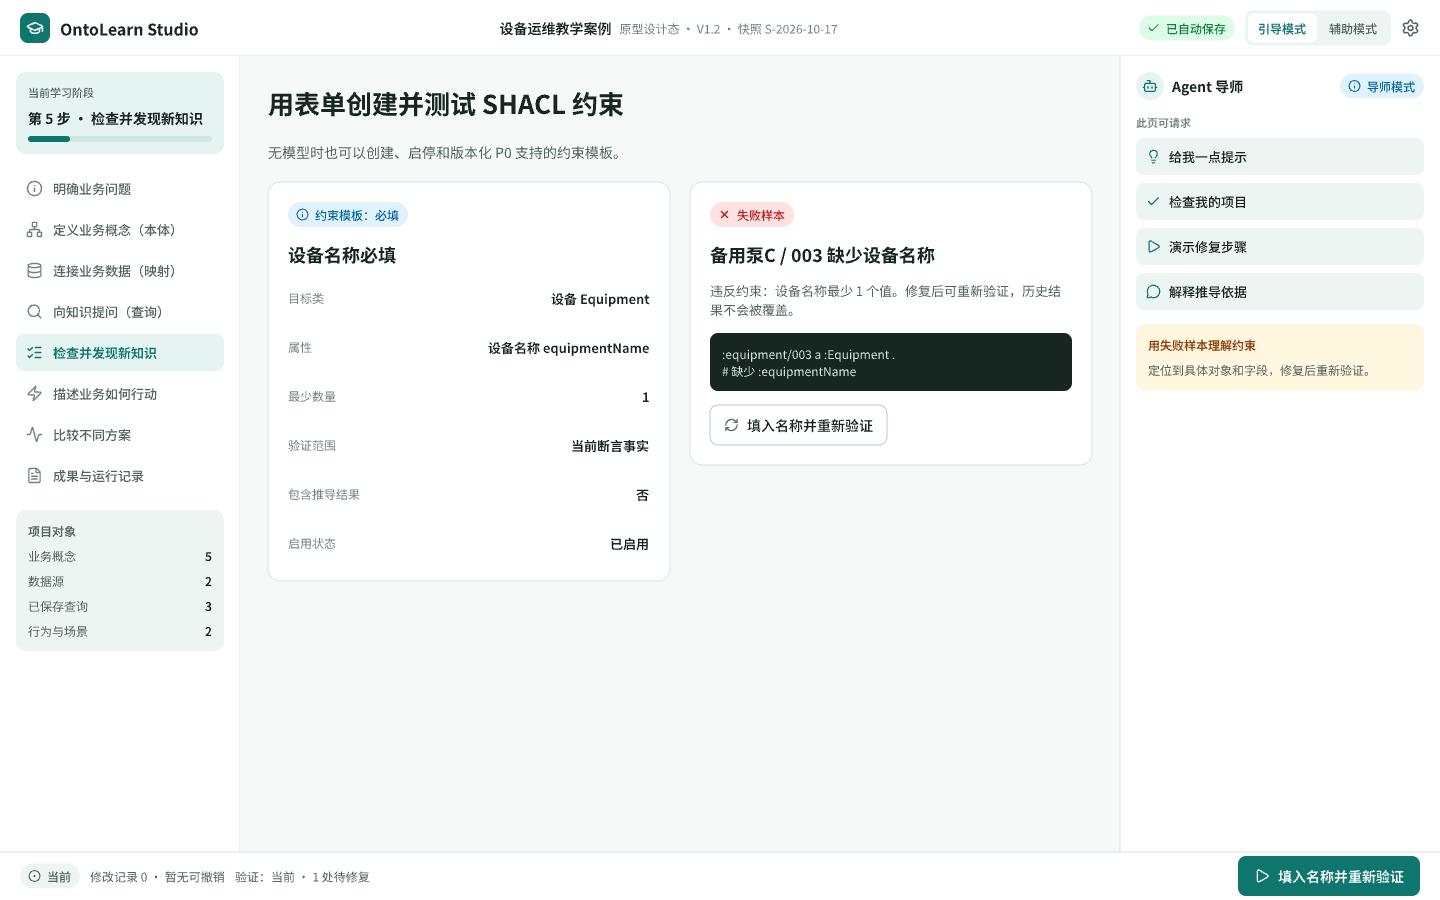 OntoLearn Studio
设备运维教学案例 原型设计态 · V1.2 · 快照 S-2026-10-17
已自动保存
引导模式
辅助模式
当前学习阶段
第 5 步 · 检查并发现新知识
明确业务问题
定义业务概念（本体）
连接业务数据（映射）
向知识提问（查询）
检查并发现新知识
描述业务如何行动
比较不同方案
成果与运行记录
项目对象
业务概念 5
数据源 2
已保存查询 3
行为与场景 2
用表单创建并测试 SHACL 约束
无模型时也可以创建、启停和版本化 P0 支持的约束模板。
约束模板：必填
设备名称必填
目标类 设备 Equipment
属性 设备名称 equipmentName
最少数量 1
验证范围 当前断言事实
包含推导结果 否
启用状态 已启用
失败样本
备用泵C / 003 缺少设备名称
违反约束：设备名称最少 1 个值。修复后可重新验证，历史结
果不会被覆盖。
:equipment/003 a :Equipment .
# 缺少 :equipmentName
填入名称并重新验证
Agent 导师
导师模式
此页可请求
给我一点提示
检查我的项目
演示修复步骤
解释推导依据
用失败样本理解约束
定位到具体对象和字段，修复后重新验证。
当前
修改记录 0 · 暂无可撤销 验证：当前 · 1 处待修复
填入名称并重新验证